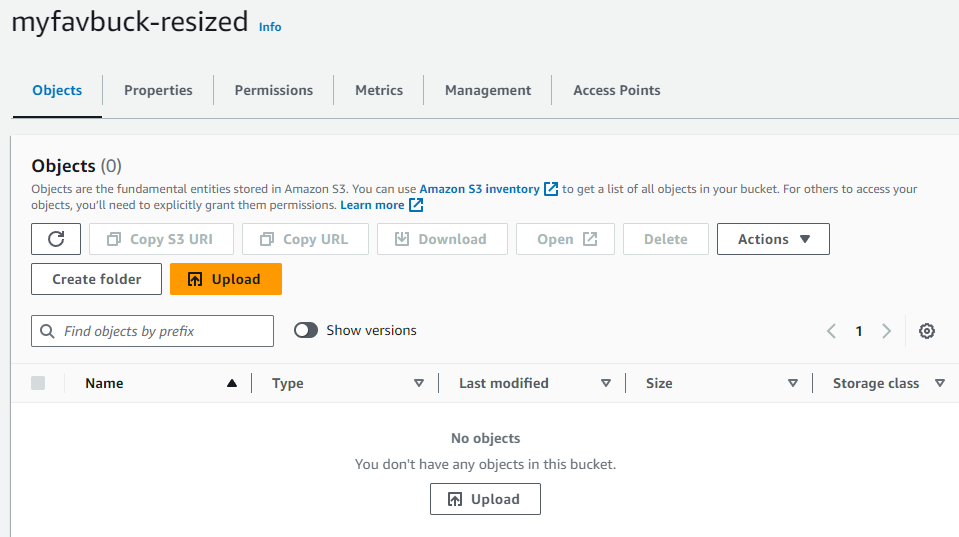 myfavbuck-resized Info
Objects Properties Permissions Metrics Management Access Points
Objects (0)
Objects are the fundamental entities stored in Amazon S3. You can use Amazon S3 inventory to get a list of all objects in your bucket. For others to access your
objects, you'll need to explicitly grant them permissions. Learn more
Copy S3 URI Copy URL Download Open Delete Actions
Create folder Upload
Find objects by prefix Show versions 1
Name Type Last modified Size Storage class
No objects
You don't have any objects in this bucket.
Upload